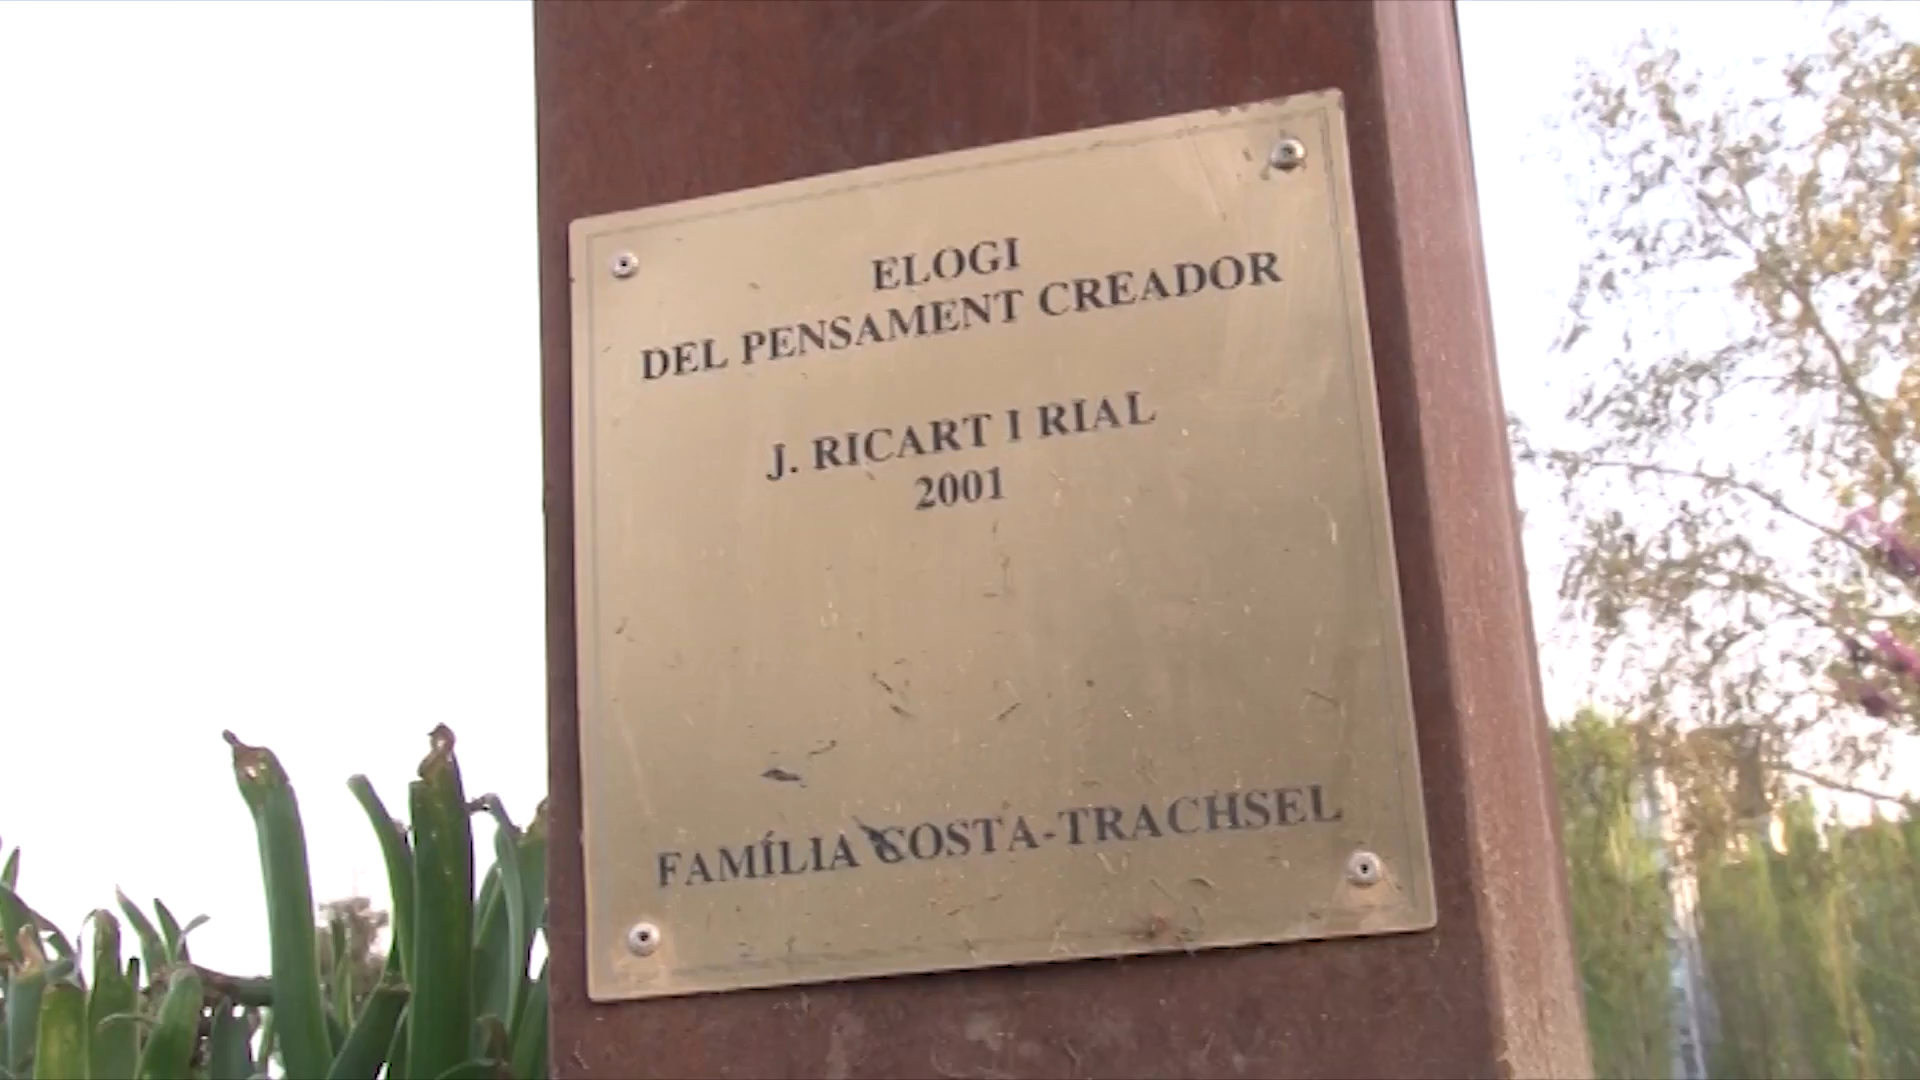 ELOGI
DEL PENSAMENT CREADOR
J. RICART I RIAL
2001
FAMÍLIA COSTA-TRACHSEL